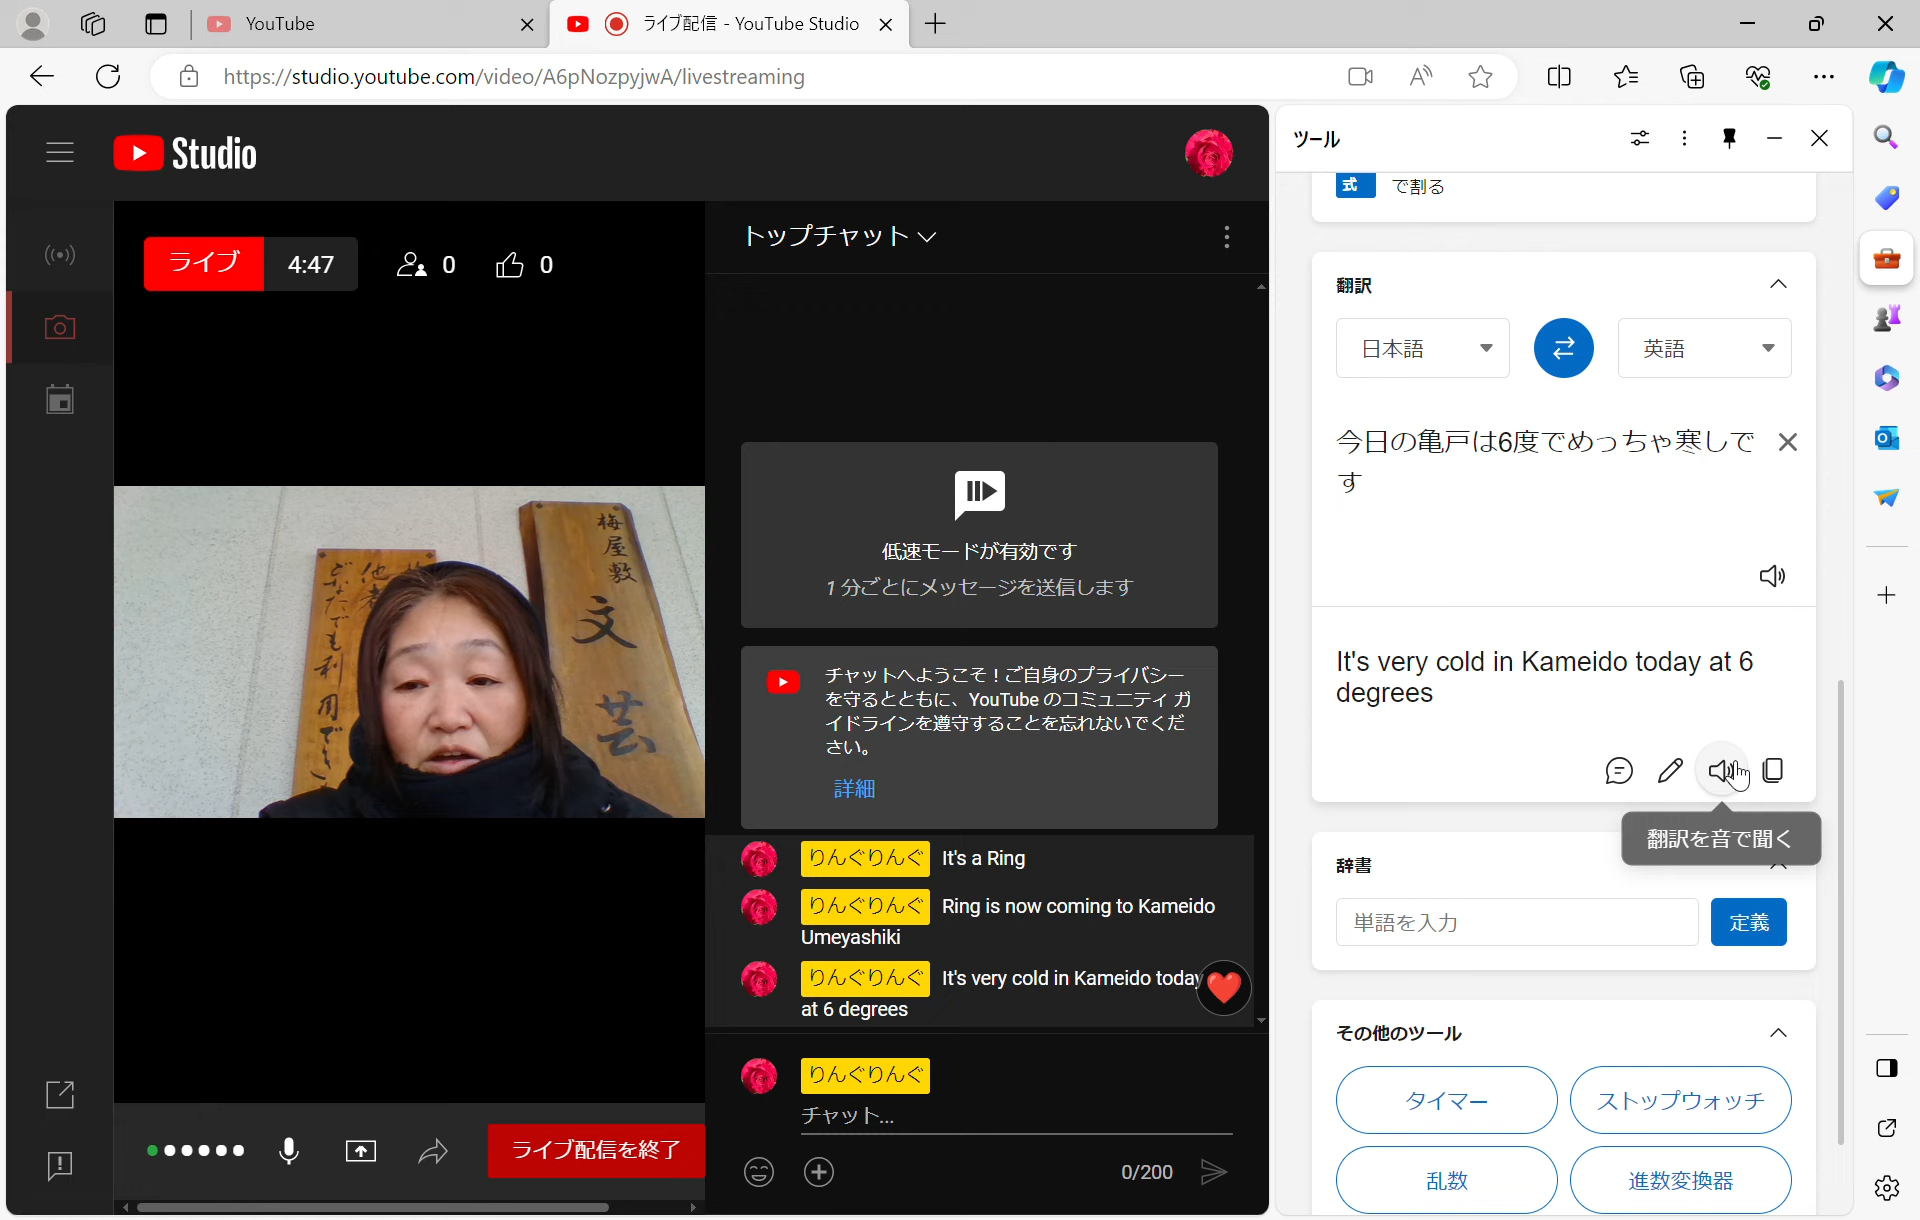 YouTube
ライブ配信 - YouTube Studio
https://studio.youtube.com/video/A6pNozpyjwA/livestreaming
Studio
ライブ
4:47
0
0
梅屋敷
文芸
どなたでも利用でき
トップチャット
低速モードが有効です
1 分ごとにメッセージを送信します
チャットへようこそ！ご自身のプライバシー
を守るとともに、YouTube のコミュニティ ガ
イドラインを遵守することを忘れないでくだ
さい。
詳細
りんぐりんぐ It's a Ring
りんぐりんぐ Ring is now coming to Kameido
Umeyashiki
りんぐりんぐ It's very cold in Kameido today
at 6 degrees
りんぐりんぐ
チャット...
0/200
ライブ配信を終了
ツール
式 で割る
翻訳
日本語
英語
今日の亀戸は6度でめっちゃ寒しで
す
It's very cold in Kameido today at 6
degrees
翻訳を音で聞く
辞書
単語を入力
定義
その他のツール
タイマー
ストップウォッチ
乱数
進数変換器